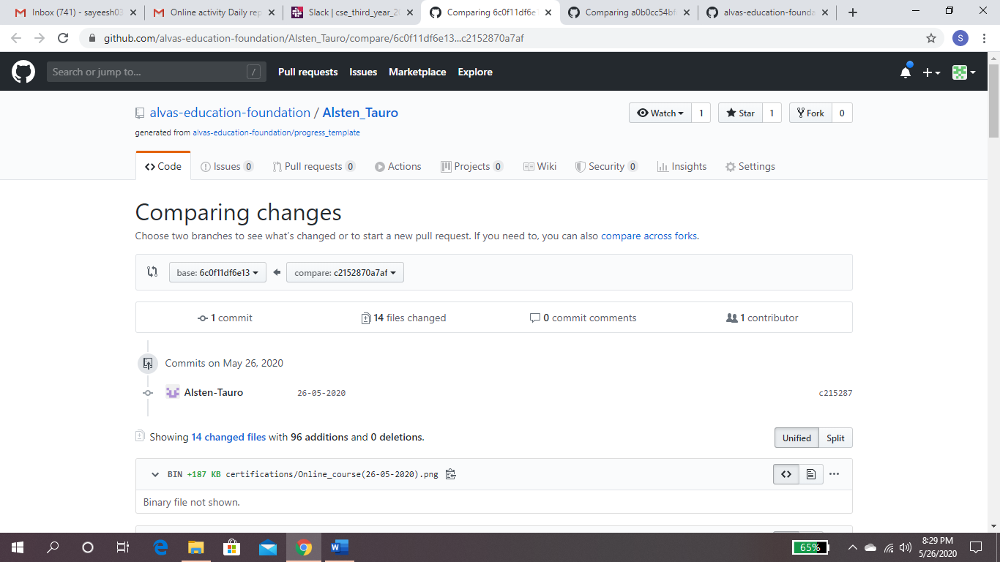 Inbox (741) - sayeesh03
Online activity Daily rep
Slack | cse_third_year_2
Comparing 6c0f11df6e
Comparing a0b0cc54bf
alvas-education-founda
github.com/alvas-education-foundation/Alsten_Tauro/compare/6c0f11df6e13...c2152870a7af
S
Search or jump to... /
Pull requests Issues Marketplace Explore
alvas-education-foundation / Alsten_Tauro
Watch 1 Star 1 Fork 0
generated from alvas-education-foundation/progress_template
Code Issues 0 Pull requests 0 Actions Projects 0 Wiki Security 0 Insights Settings
Comparing changes
Choose two branches to see what's changed or to start a new pull request. If you need to, you can also compare across forks.
base: 6c0f11df6e13 compare: c2152870a7af
1 commit 14 files changed 0 commit comments 1 contributor
Commits on May 26, 2020
Alsten-Tauro 26-05-2020 c215287
Showing 14 changed files with 96 additions and 0 deletions.
Unified Split
BIN +187 KB certifications/Online_course(26-05-2020).png
Binary file not shown.
65%
8:29 PM
5/26/2020